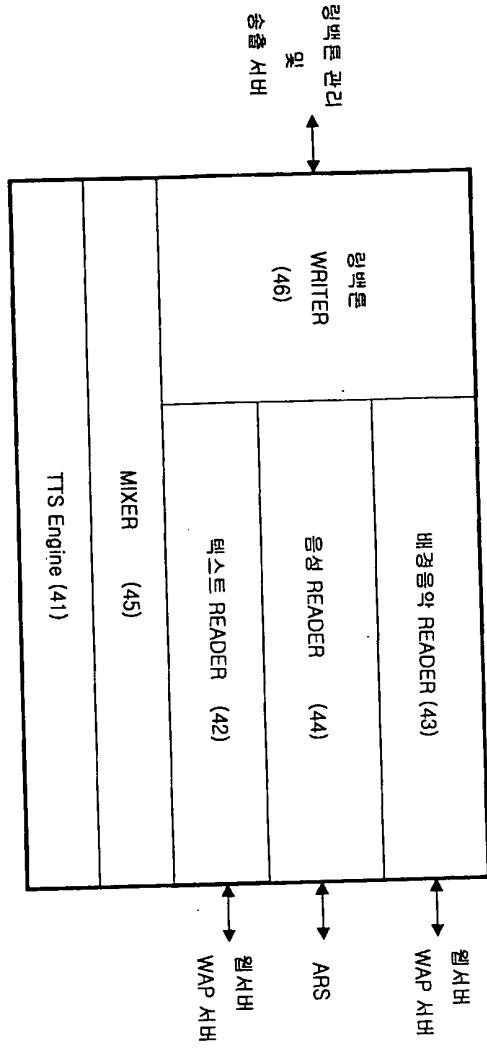 링백톤 관리
및
송출 서버
링백톤
WRITER
(46)
배경음악 READER (43)
음성 READER (44)
텍스트 READER (42)
MIXER (45)
TTS Engine (41)
웹서버
WAP 서버
ARS
웹서버
WAP 서버